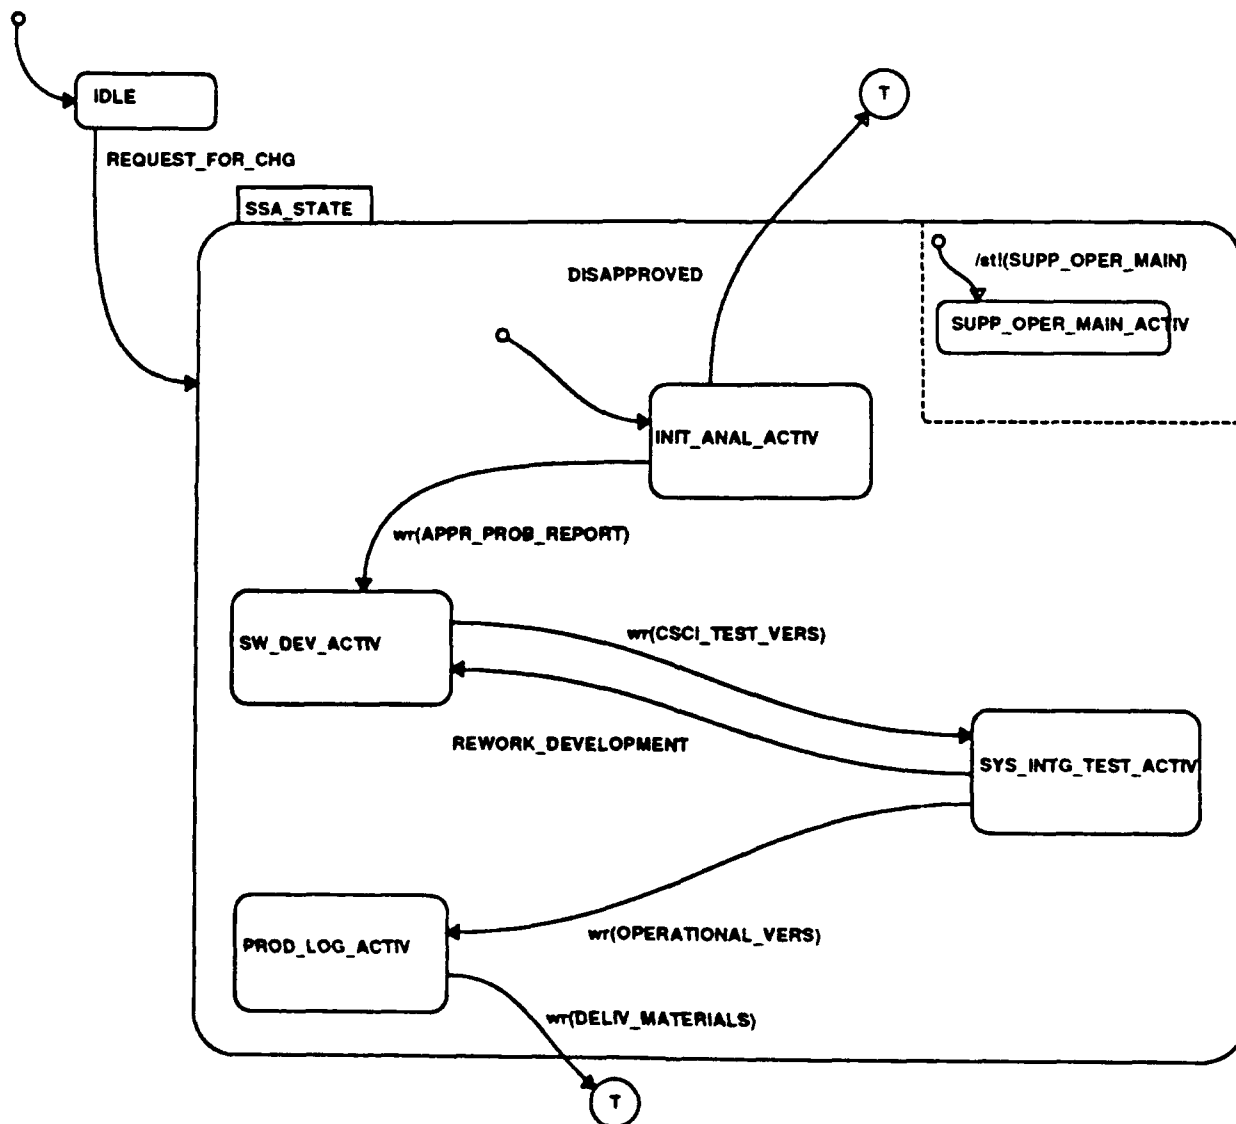 IDLE
T
REQUEST_FOR_CHG
SSA_STATE
/st!(SUPP_OPER_MAIN)
DISAPPROVED
SUPP_OPER_MAIN_ACTIV
INIT_ANAL_ACTIV
wr(APPR_PROB_REPORT)
SW_DEV_ACTIV
wr(CSCI_TEST_VERS)
REWORK_DEVELOPMENT
SYS_INTG_TEST_ACTIV
wr(OPERATIONAL_VERS)
PROD_LOG_ACTIV
wr(DELIV_MATERIALS)
T